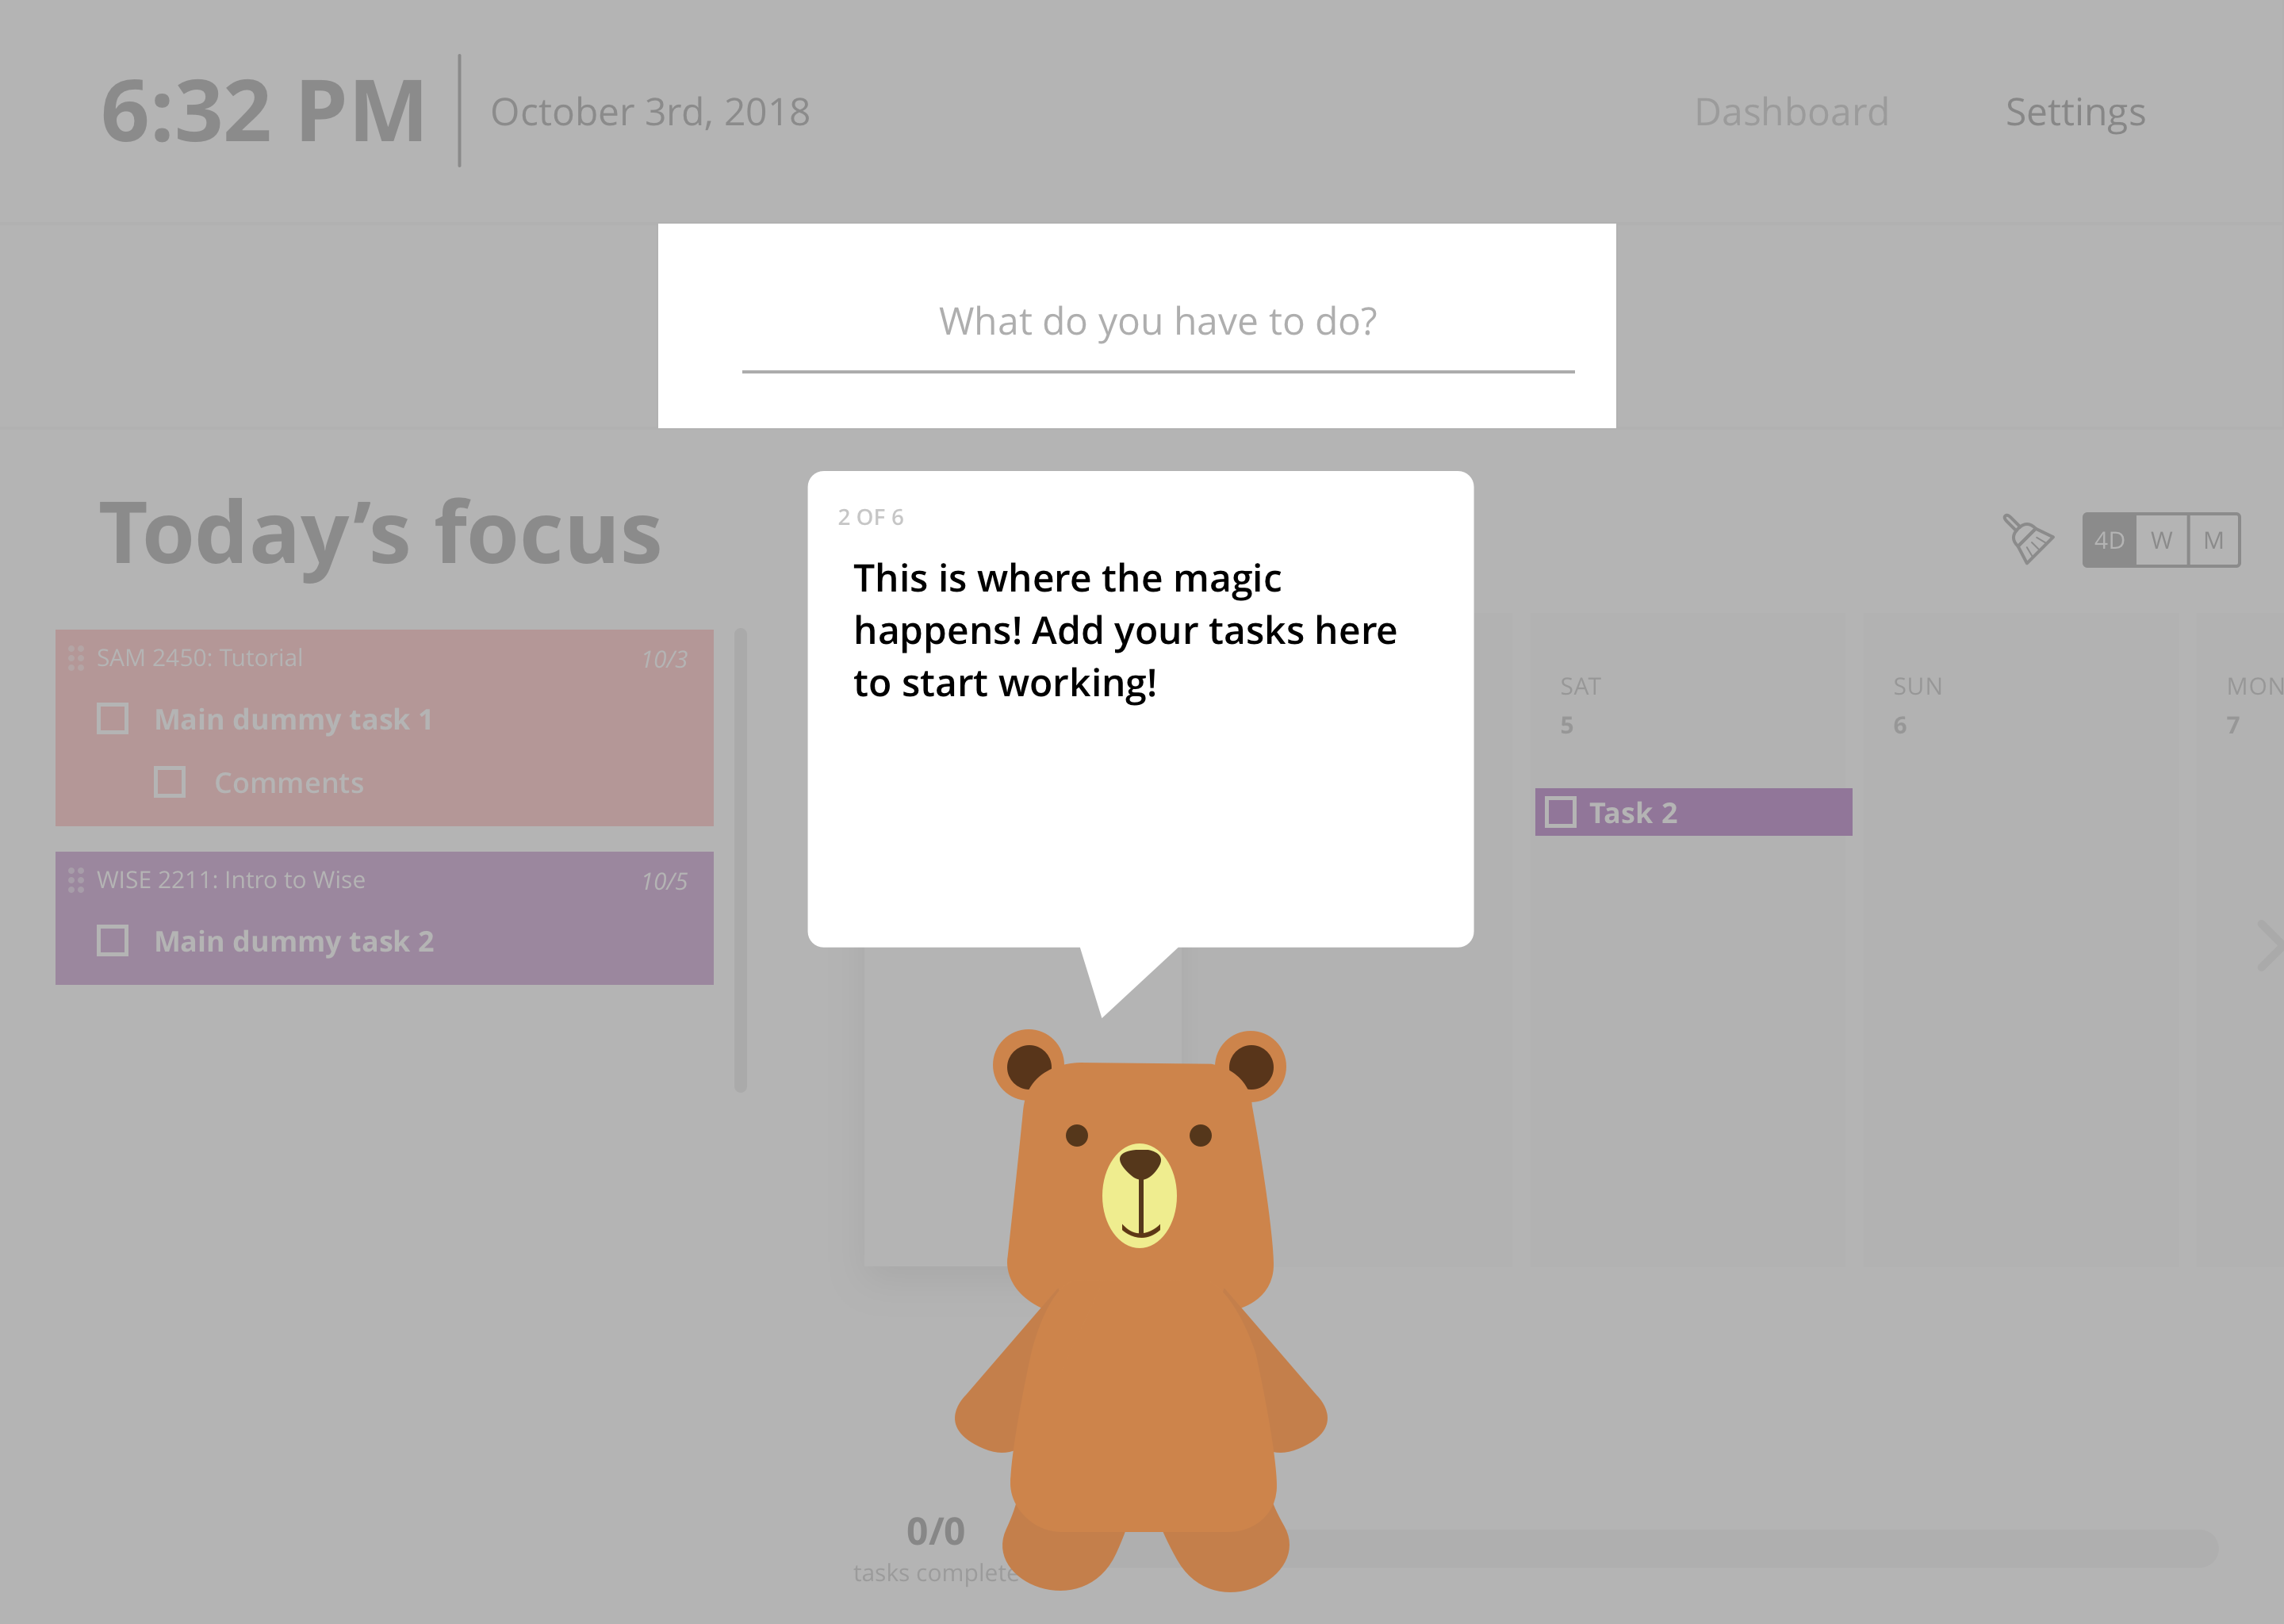 6:32 PM
October 3rd, 2018
Dashboard
Settings
What do you have to do?
Today’s focus
4D
W
M
2 OF 6
This is where the magic
happens! Add your tasks here
to start working!
SAM 2450: Tutorial
10/3
Main dummy task 1
Comments
WISE 2211: Intro to Wise
10/5
Main dummy task 2
SAT
5
SUN
6
MON
7
Task 2
0/0
tasks complete